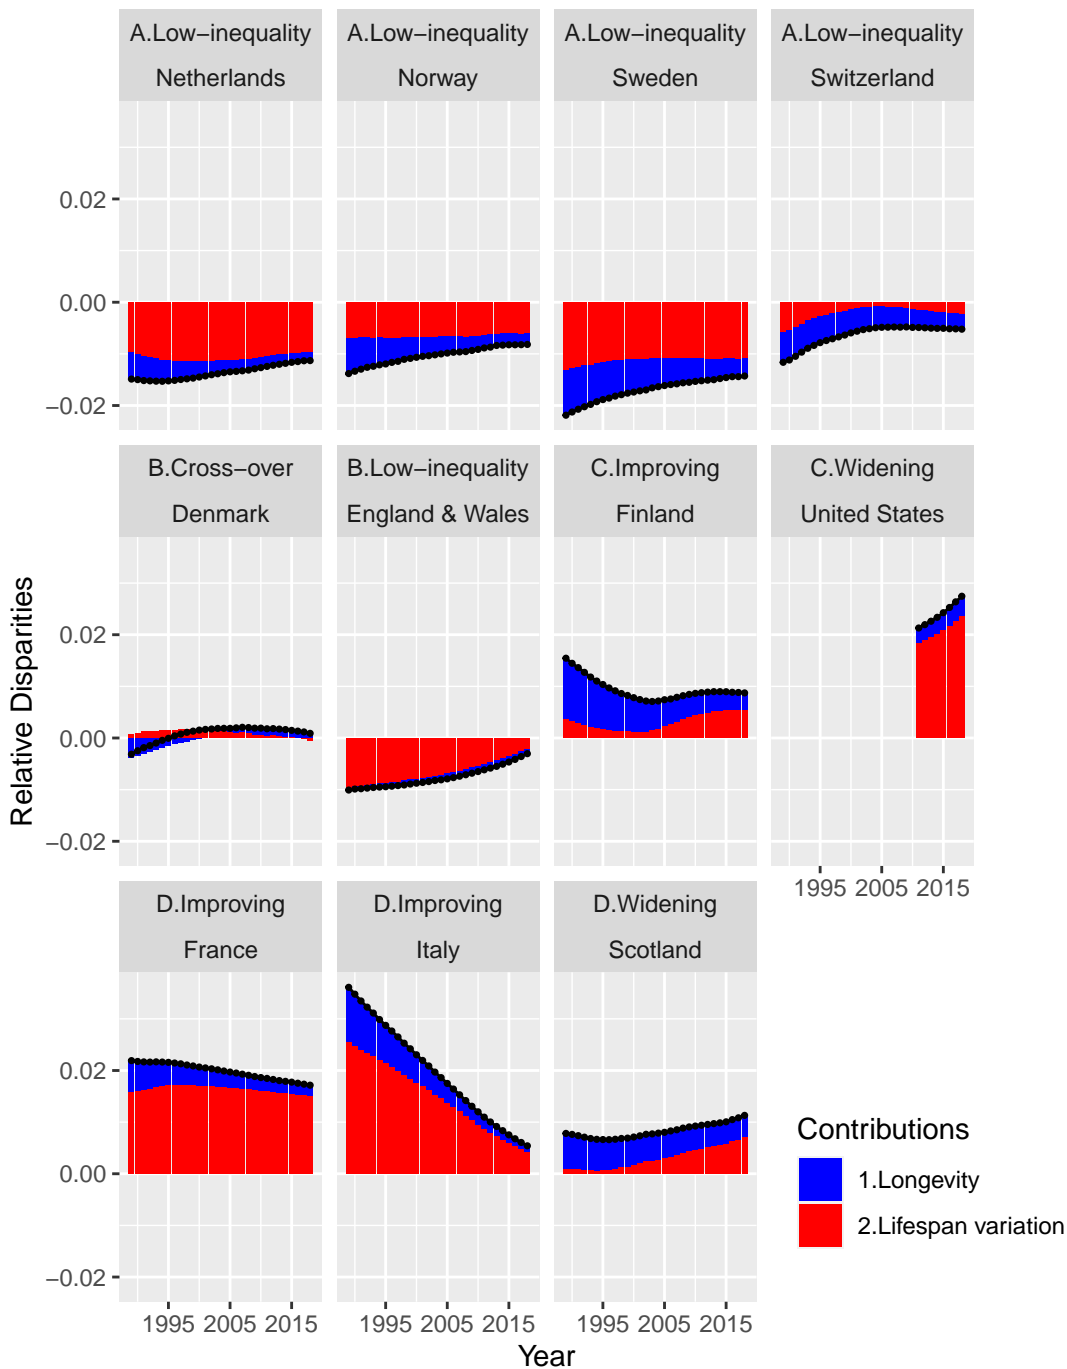 A.Low−inequality
Netherlands
A.Low−inequality
Norway
A.Low−inequality
Sweden
A.Low−inequality
Switzerland
0.02
0.00
−0.02
B.Cross−over
Denmark
B.Low−inequality
England & Wales
C.Improving
Finland
C.Widening
United States
0.02
0.00
−0.02
1995 2005 2015
D.Improving
France
D.Improving
Italy
D.Widening
Scotland
0.02
0.00
−0.02
1995 2005 2015
1995 2005 2015
1995 2005 2015
Year
Relative Disparities
Contributions
1.Longevity
2.Lifespan variation